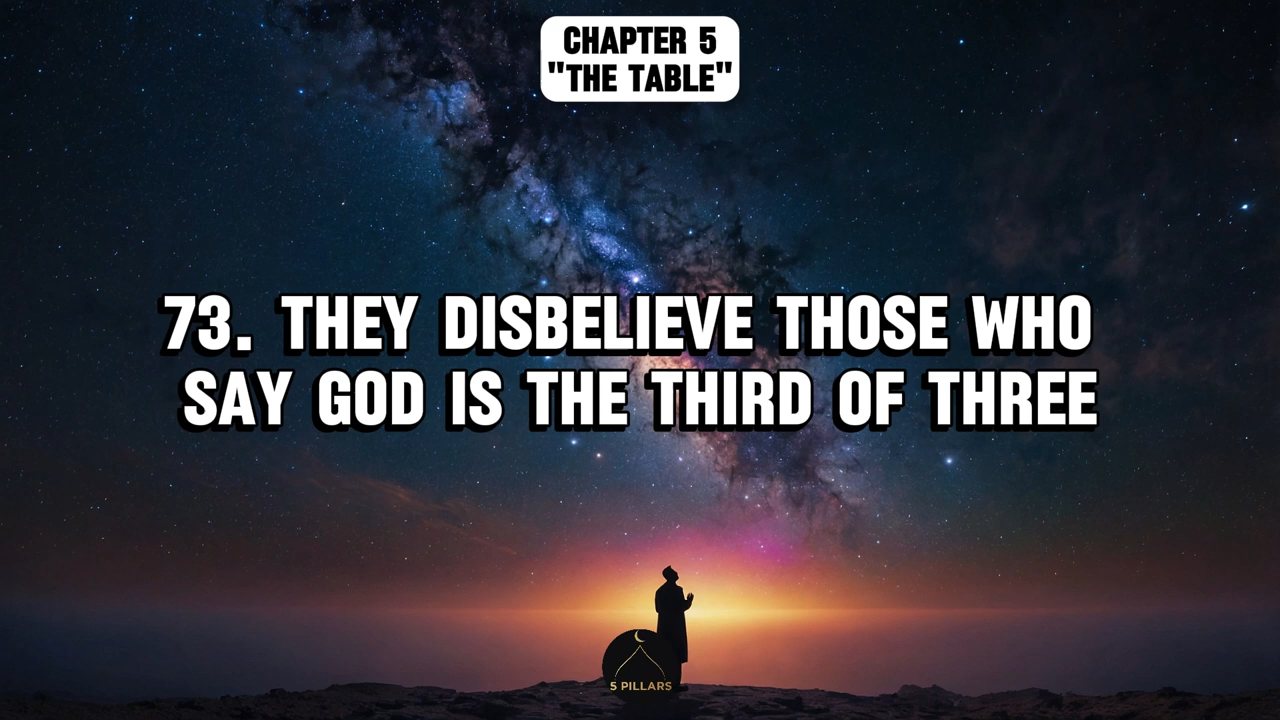 CHAPTER 5
"THE TABLE"
73. THEY DISBELIEVE THOSE WHO
SAY GOD IS THE THIRD OF THREE
5 PILLARS